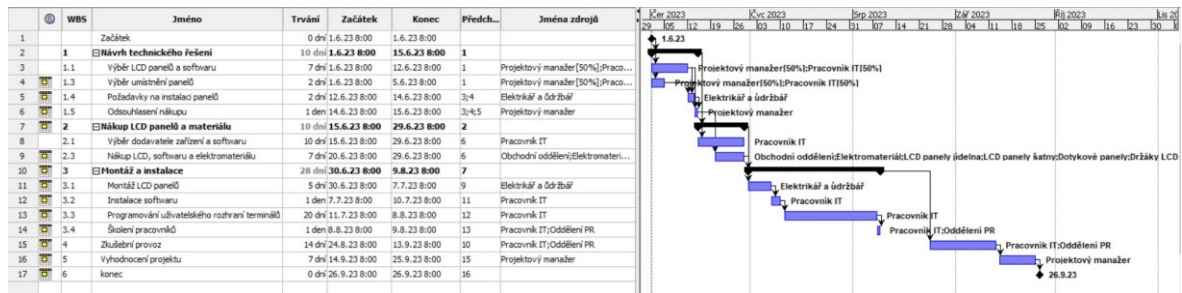 WBS Jméno Trvání Začátek Konec Předch... Jména zdrojů
Čer 2023 Čvc 2023 Srp 2023 Zář 2023 Říj 2023 Lis 20
29 05 12 19 26 03 10 17 24 31 07 14 21 28 04 11 18 25 02 09 16 23 30
1 Začátek 0 dní 1.6.23 8:00 1.6.23 8:00 1.6.23
2 1 Návrh technického řešení 10 dní 1.6.23 8:00 15.6.23 8:00 1
3 1.1 Výběr LCD panelů a softwaru 7 dní 1.6.23 8:00 12.6.23 8:00 1 Projektový manažer[50%];Praco... Projektový manažer[50%];Pracovník IT[50%]
4 1.3 Výběr umístnění panelů 2 dní 1.6.23 8:00 5.6.23 8:00 1 Projektový manažer[50%];Praco... Projektový manažer[50%];Pracovník IT[50%]
5 1.4 Požadavky na instalaci panelů 2 dní 12.6.23 8:00 14.6.23 8:00 3;4 Elektrikář a údržbář Elektrikář a údržbář
6 1.5 Odsouhlasení nákupu 1 den 14.6.23 8:00 15.6.23 8:00 3;4;5 Projektový manažer Projektový manažer
7 2 Nákup LCD panelů a materiálu 10 dní 15.6.23 8:00 29.6.23 8:00 2
8 2.1 Výběr dodavatele zařízení a softwaru 10 dní 15.6.23 8:00 29.6.23 8:00 6 Pracovník IT Pracovník IT
9 2.3 Nákup LCD, softwaru a elektromateriálu 7 dní 20.6.23 8:00 29.6.23 8:00 6 Obchodní oddělení;Elektromateri... Obchodní oddělení;Elektromateriál;LCD panely jídelna;LCD panely šatny;Dotykové panely;Držáky LCD
10 3 Montáž a instalace 28 dní 30.6.23 8:00 9.8.23 8:00 7
11 3.1 Montáž LCD panelů 5 dní 30.6.23 8:00 7.7.23 8:00 9 Elektrikář a údržbář Elektrikář a údržbář
12 3.2 Instalace softwaru 1 den 7.7.23 8:00 10.7.23 8:00 11 Pracovník IT Pracovník IT
13 3.3 Programování uživatelského rozhraní terminálů 20 dní 11.7.23 8:00 8.8.23 8:00 12 Pracovník IT Pracovník IT
14 3.4 Školení pracovníků 1 den 8.8.23 8:00 9.8.23 8:00 13 Pracovník IT;Oddělení PR Pracovník IT;Oddělení PR
15 4 Zkušební provoz 14 dní 24.8.23 8:00 13.9.23 8:00 10 Pracovník IT;Oddělení PR Pracovník IT;Oddělení PR
16 5 Vyhodnocení projektu 7 dní 14.9.23 8:00 25.9.23 8:00 15 Projektový manažer Projektový manažer
17 6 konec 0 dní 26.9.23 8:00 26.9.23 8:00 16 26.9.23